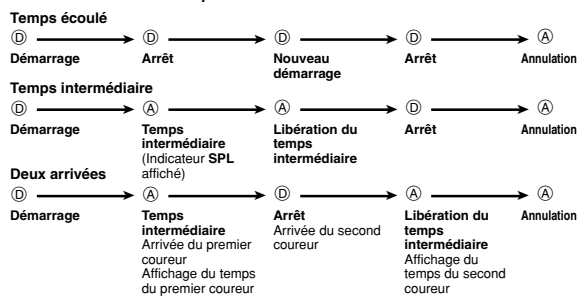 Temps écoulé
D D D D A
Démarrage Arrêt Nouveau démarrage Arrêt Annulation
Temps intermédiaire
D A A D A
Démarrage Temps intermédiaire (Indicateur SPL affiché) Libération du temps intermédiaire Arrêt Annulation
Deux arrivées
D A D A A
Démarrage Temps intermédiaire Arrivée du premier coureur Affichage du temps du premier coureur Arrêt Arrivée du second coureur Libération du temps intermédiaire Affichage du temps du second coureur Annulation